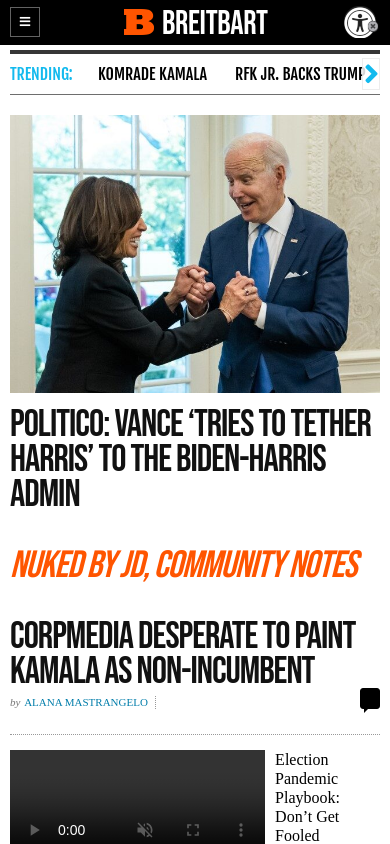 B BREITBART
TRENDING: KOMRADE KAMALA RFK JR. BACKS TRUMP
POLITICO: VANCE ‘TRIES TO TETHER
HARRIS’ TO THE BIDEN-HARRIS
ADMIN
NUKED BY JD, COMMUNITY NOTES
CORPMEDIA DESPERATE TO PAINT
KAMALA AS NON-INCUMBENT
by ALANA MASTRANGELO
0:00
Election
Pandemic
Playbook:
Don’t Get
Fooled